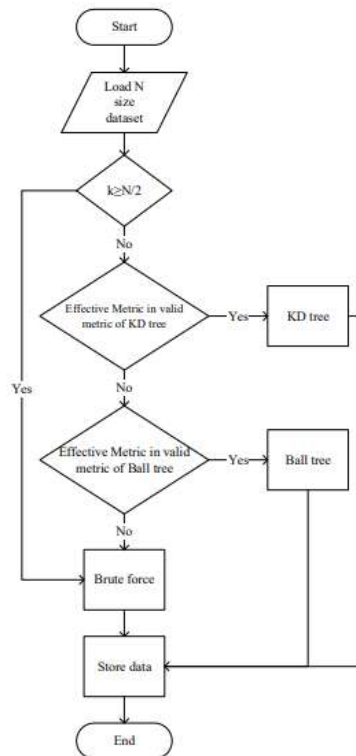 Start
Load N
size
dataset
k≥N/2
No
Effective Metric in valid
metric of KD tree
Yes
KD tree
Yes
No
Effective Metric in valid
metric of Ball tree
Yes
Ball tree
No
Brute force
Store data
End